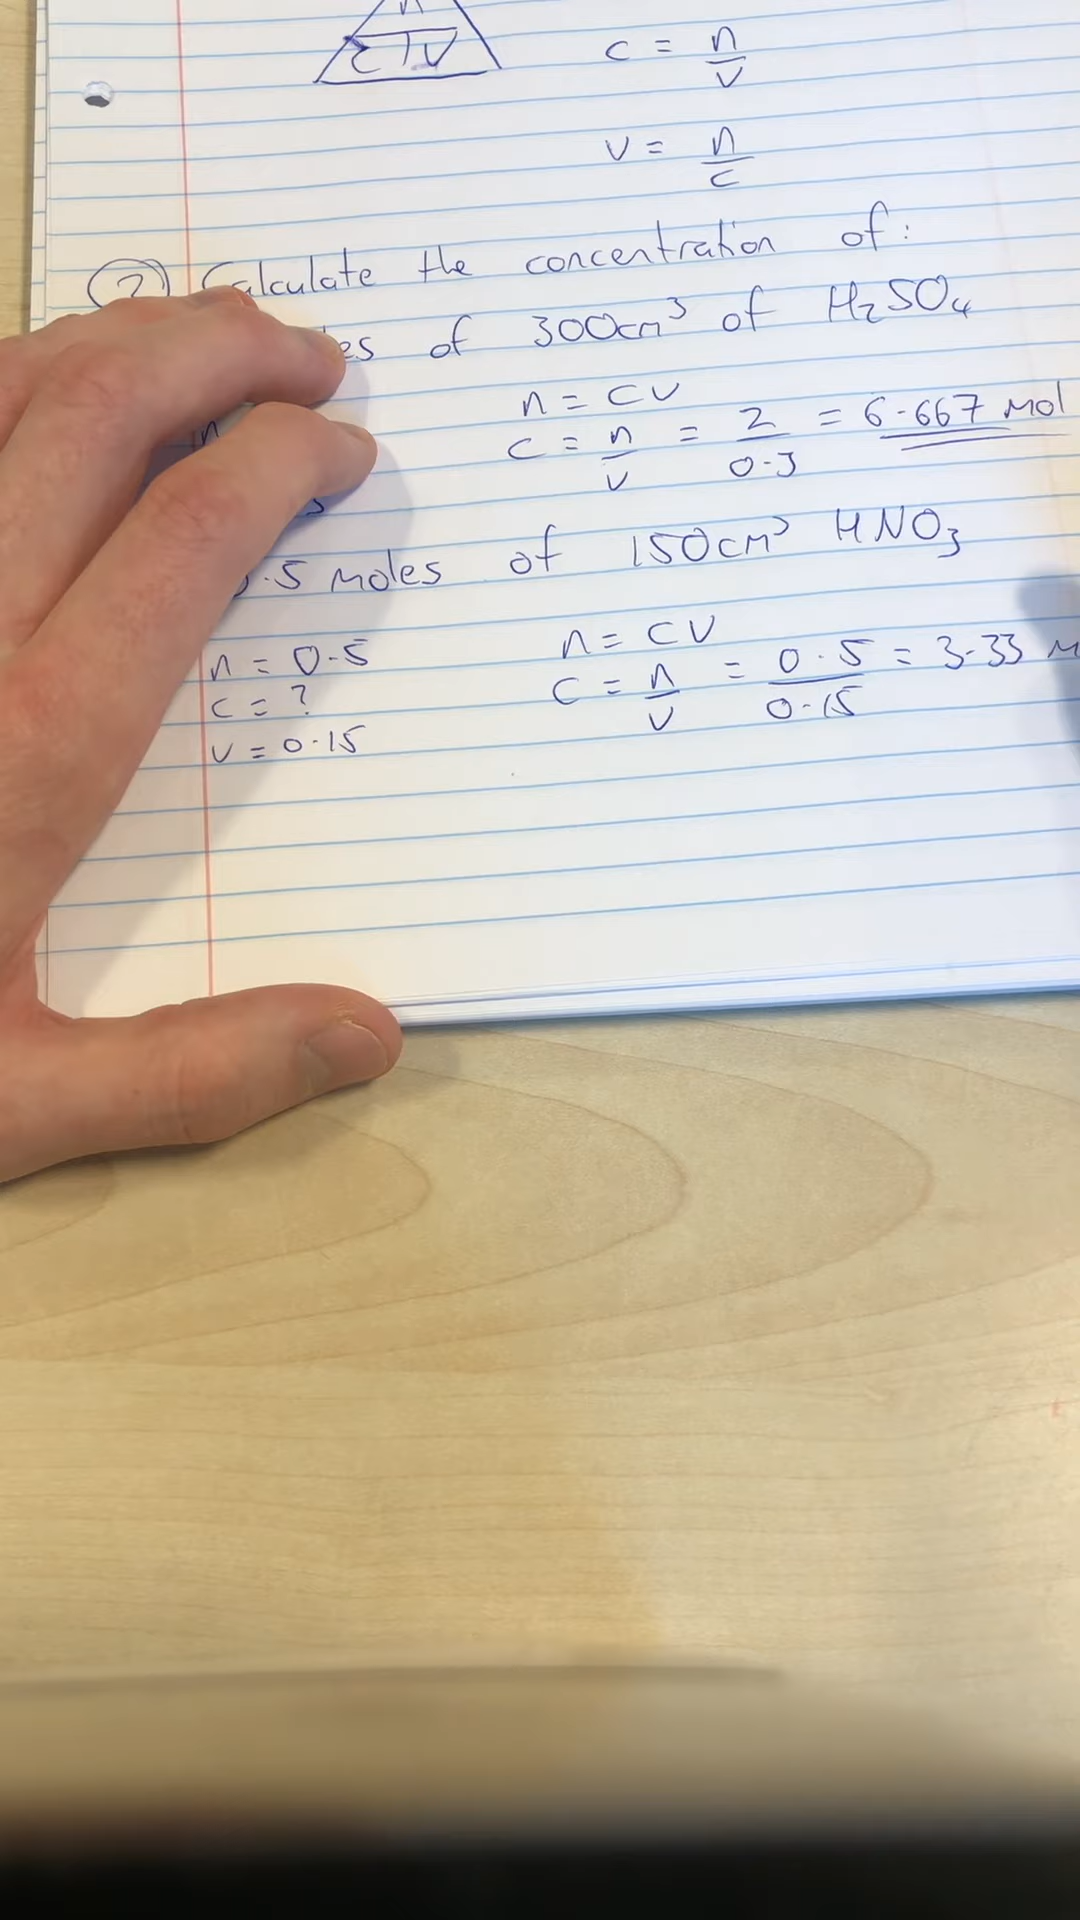 n
c v
c = n/v
v = n/c
2 Calculate the concentration of:
of 300cm³ of H₂SO₄
n = CV
c = n/v = 2/0.3 = 6.667 mol
.5 moles of 150cm³ HNO₃
n = 0.5
c = ?
v = 0.15
n = CV
c = n/v = 0.5/0.15 = 3.33 M